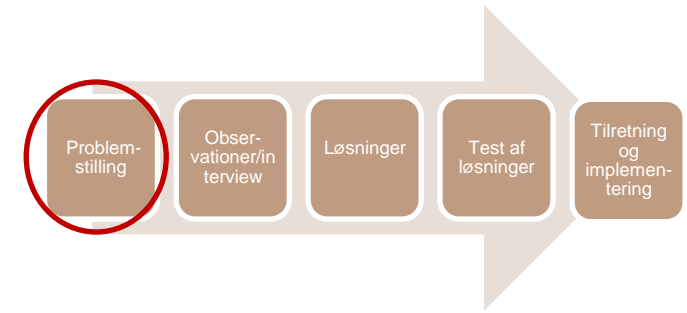 Problem-
stilling
Obser-
vationer/in
terview
Løsninger
Test af
løsninger
Tilretning
og
implemen-
tering